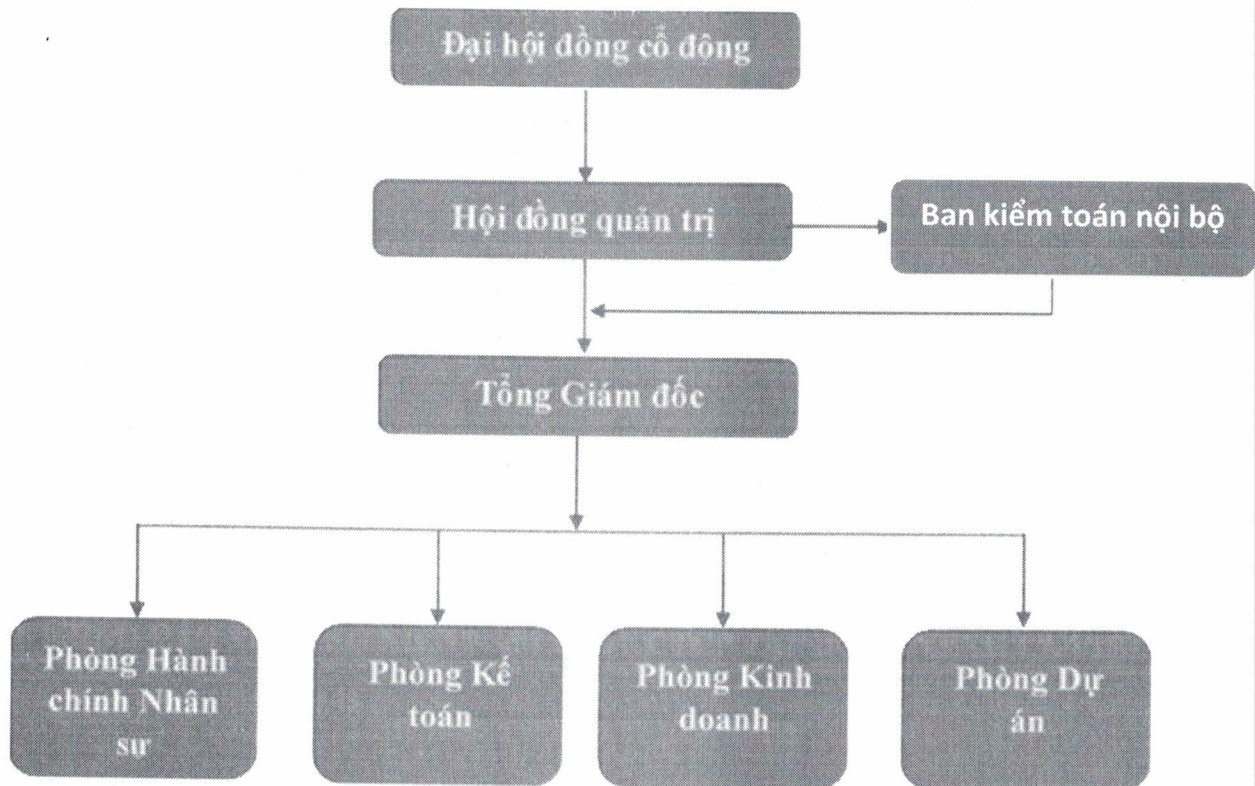 Đại hội đồng cổ động
Hội đồng quản trị
Ban kiểm toán nội bộ
Tổng Giám đốc
Phòng Hành
chính Nhân
sự
Phòng Kế
toán
Phòng Kinh
doanh
Phòng Dự
án